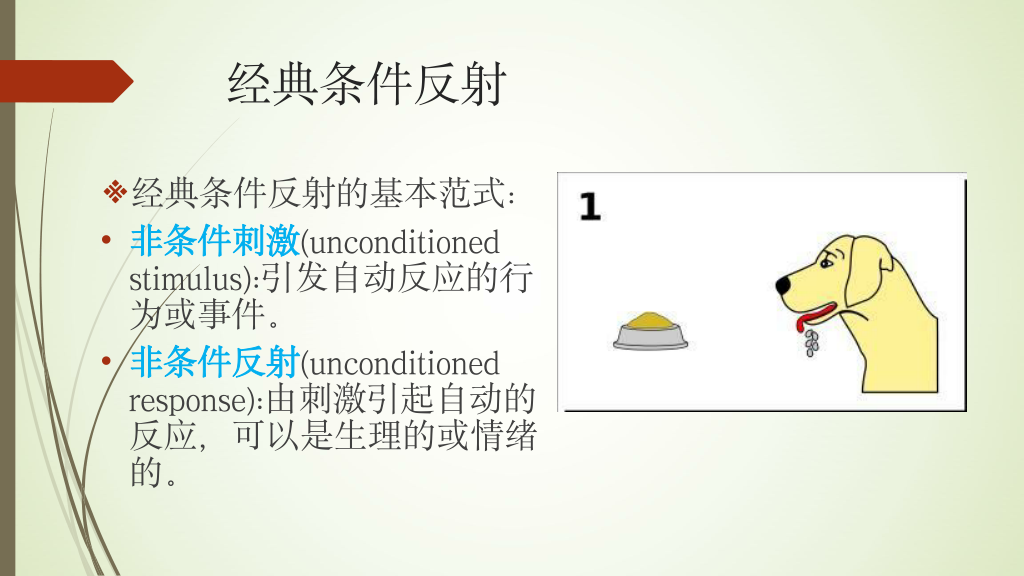 经典条件反射
❖经典条件反射的基本范式：
• 非条件刺激(unconditioned
stimulus):引发自动反应的行
为或事件。
• 非条件反射(unconditioned
response):由刺激引起自动的
反应，可以是生理的或情绪
的。
1